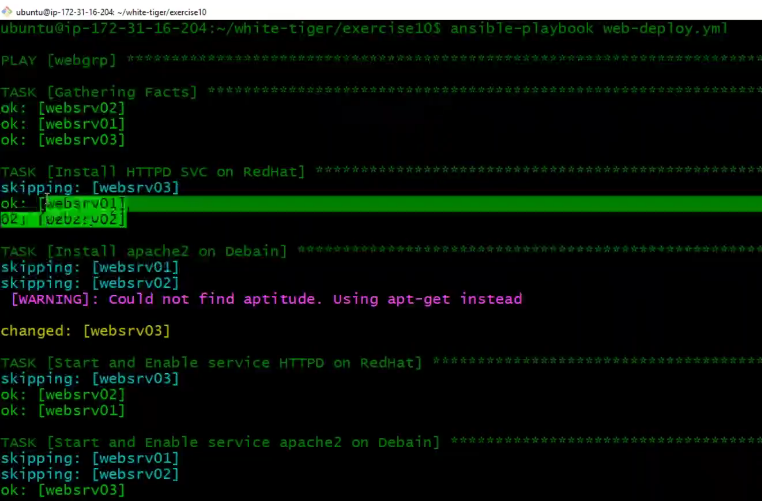 ubuntu@ip-172-31-16-204: ~/white-tiger/exercise10
ubuntu@ip-172-31-16-204:~/white-tiger/exercise10$ ansible-playbook web-deploy.yml
PLAY [webgrp] *******************************************************************
TASK [Gathering Facts] **********************************************************
ok: [websrv02]
ok: [websrv01]
ok: [websrv03]
TASK [Install HTTPD SVC on RedHat] **********************************************
skipping: [websrv03]
ok: [websrv01]
[websrv02]
TASK [Install apache2 on Debain] ************************************************
skipping: [websrv01]
skipping: [websrv02]
[WARNING]: Could not find aptitude. Using apt-get instead
changed: [websrv03]
TASK [Start and Enable service HTTPD on RedHat] *********************************
skipping: [websrv03]
ok: [websrv02]
ok: [websrv01]
TASK [Start and Enable service apache2 on Debain] *******************************
skipping: [websrv01]
skipping: [websrv02]
ok: [websrv03]